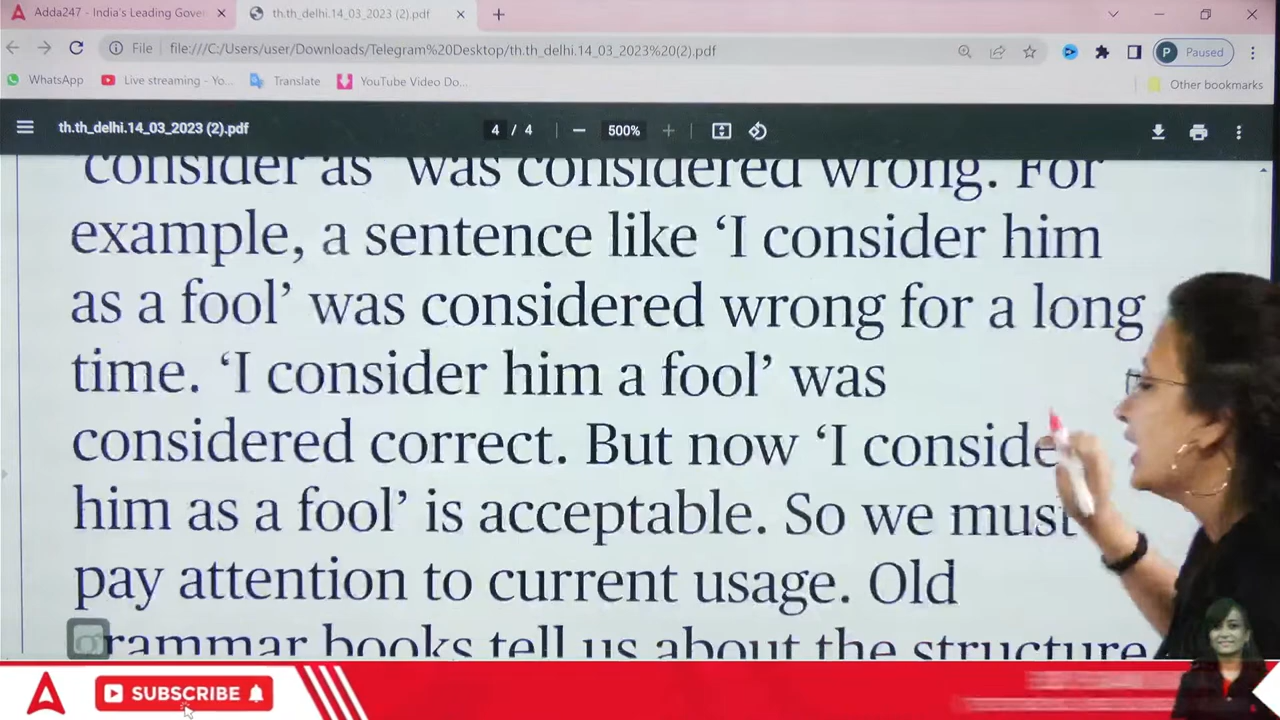 Adda247 - India's Leading Gove
th.th_delhi.14_03_2023 (2).pdf
File
file:///C:/Users/user/Downloads/Telegram%20Desktop/th.th_delhi.14_03_2023%20(2).pdf
P Paused
WhatsApp
Live streaming - Yo...
Translate
YouTube Video Do...
Other bookmarks
th.th_delhi.14_03_2023 (2).pdf
4 / 4
500%
consider as' was considered wrong. For
example, a sentence like ‘I consider him
as a fool’ was considered wrong for a long
time. ‘I consider him a fool’ was
considered correct. But now ‘I conside
him as a fool’ is acceptable. So we must
pay attention to current usage. Old
grammar books tell us about the structure
SUBSCRIBE